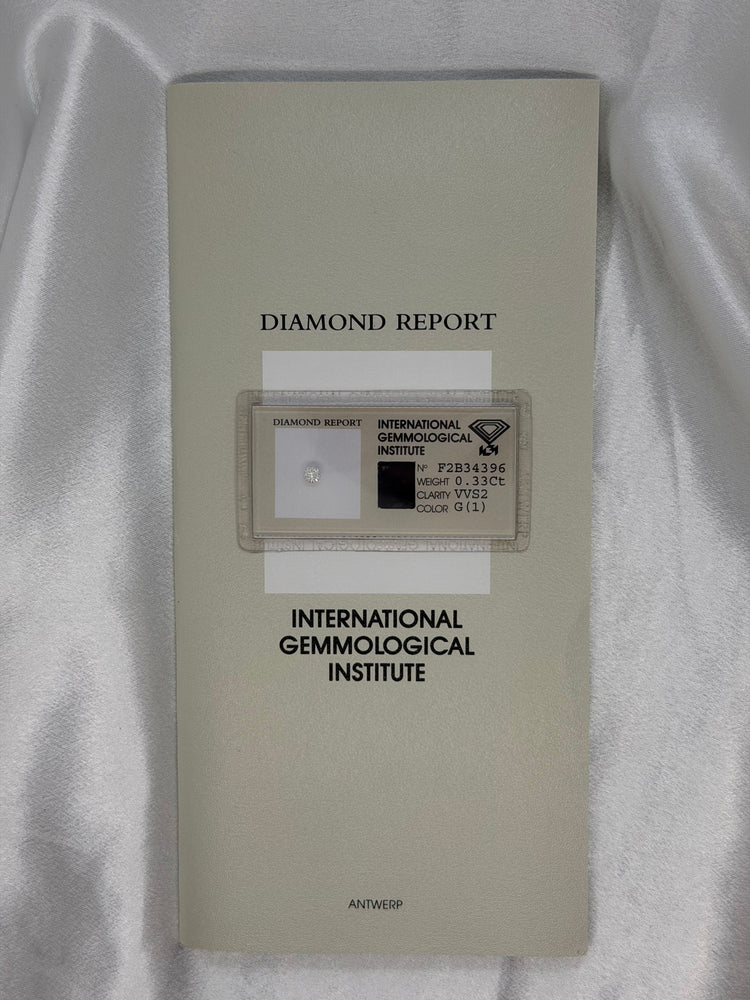 DIAMOND REPORT
DIAMOND REPORT
INTERNATIONAL
GEMMOLOGICAL
INSTITUTE
Nº F2B34396
WEIGHT 0.33Ct
CLARITY VVS2
COLOR G(1)
INTERNATIONAL
GEMMOLOGICAL
INSTITUTE
ANTWERP